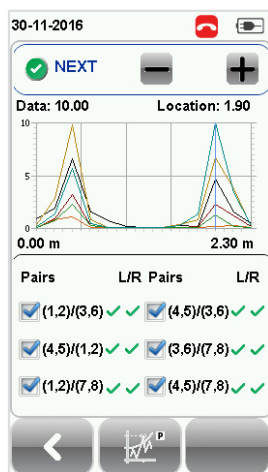 30-11-2016
NEXT
Data: 10.00 Location: 1.90
10
5
0
0.00 m 2.30 m
Pairs L/R Pairs L/R
(1,2)/(3,6) (4,5)/(3,6)
(4,5)/(1,2) (3,6)/(7,8)
(1,2)/(7,8) (4,5)/(7,8)
P